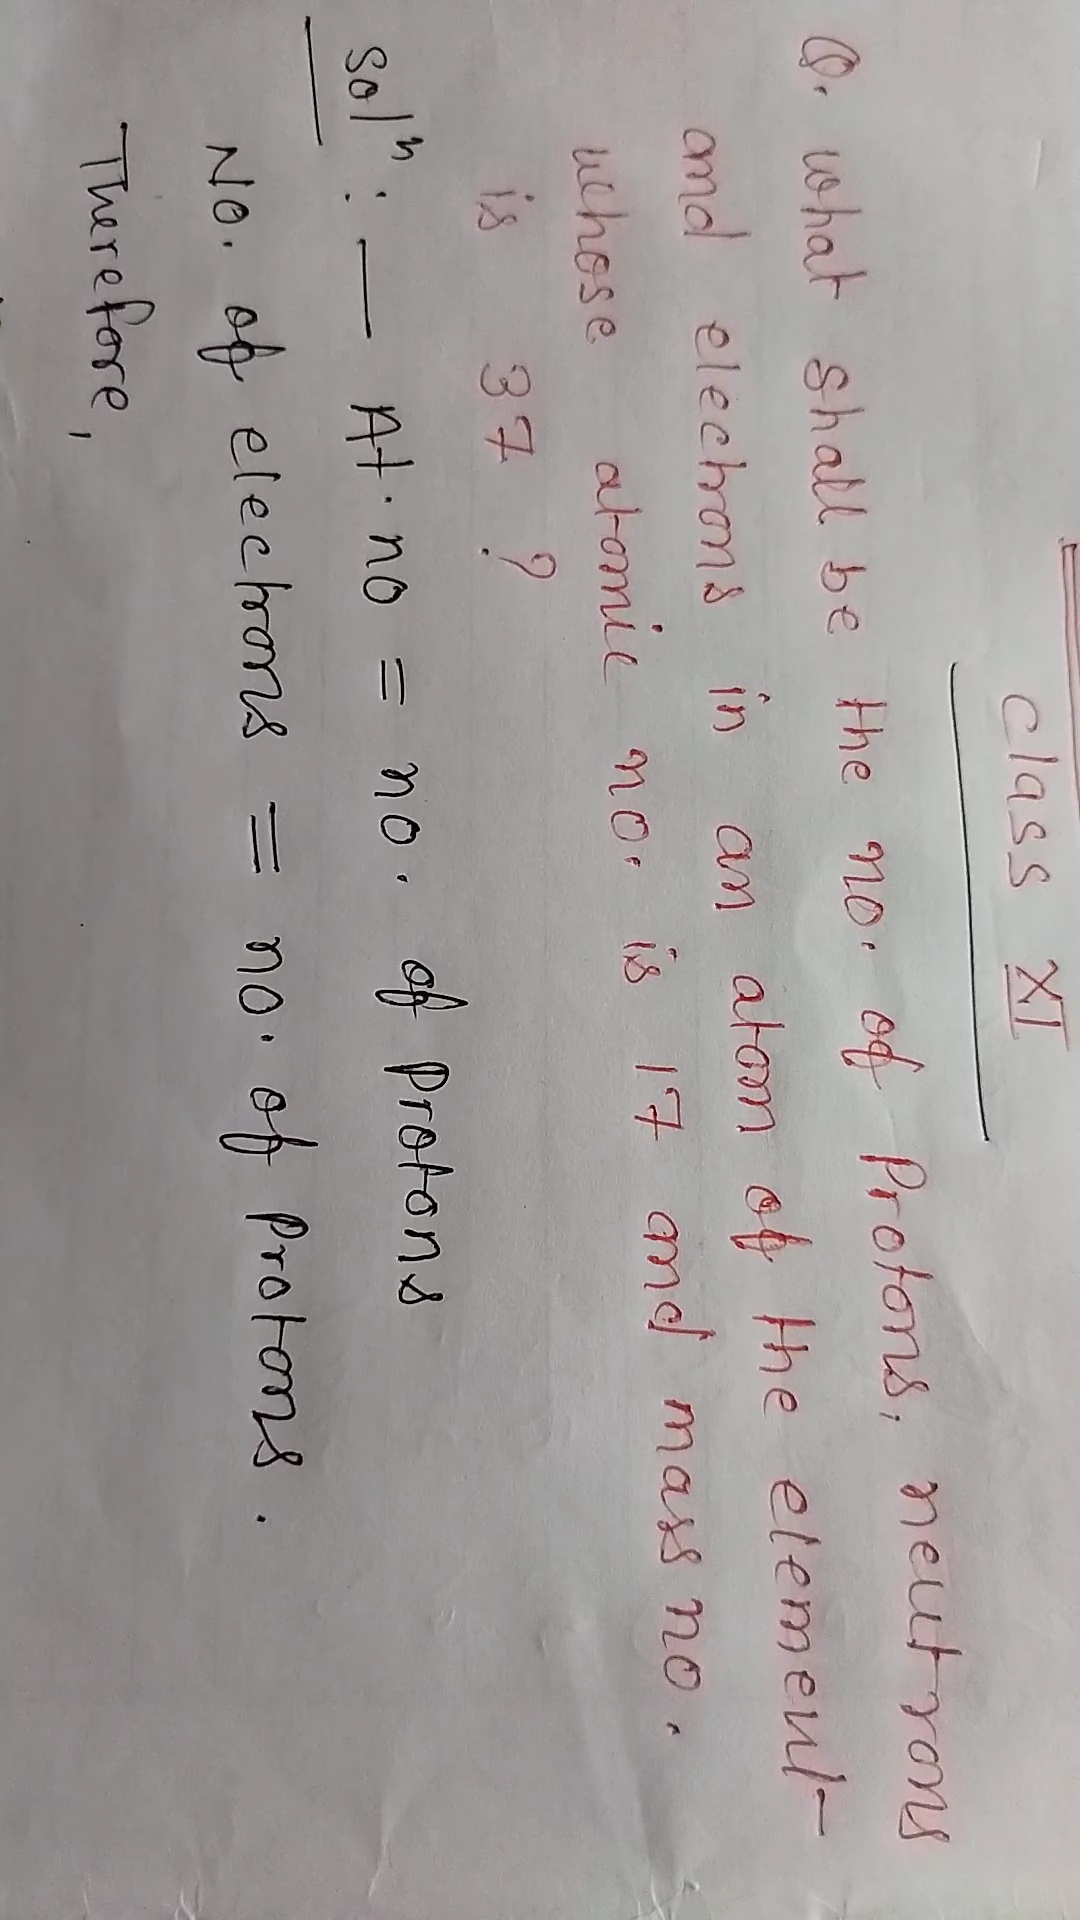 class XI
Q. what shall be the no. of Protons, neutrons
and electrons in an atom of the element-
whose atomic no. is 17 and mass no.
is 37 ?
Solⁿ : — At. no = no. of protons
No. of electrons = no. of protons.
Therefore,